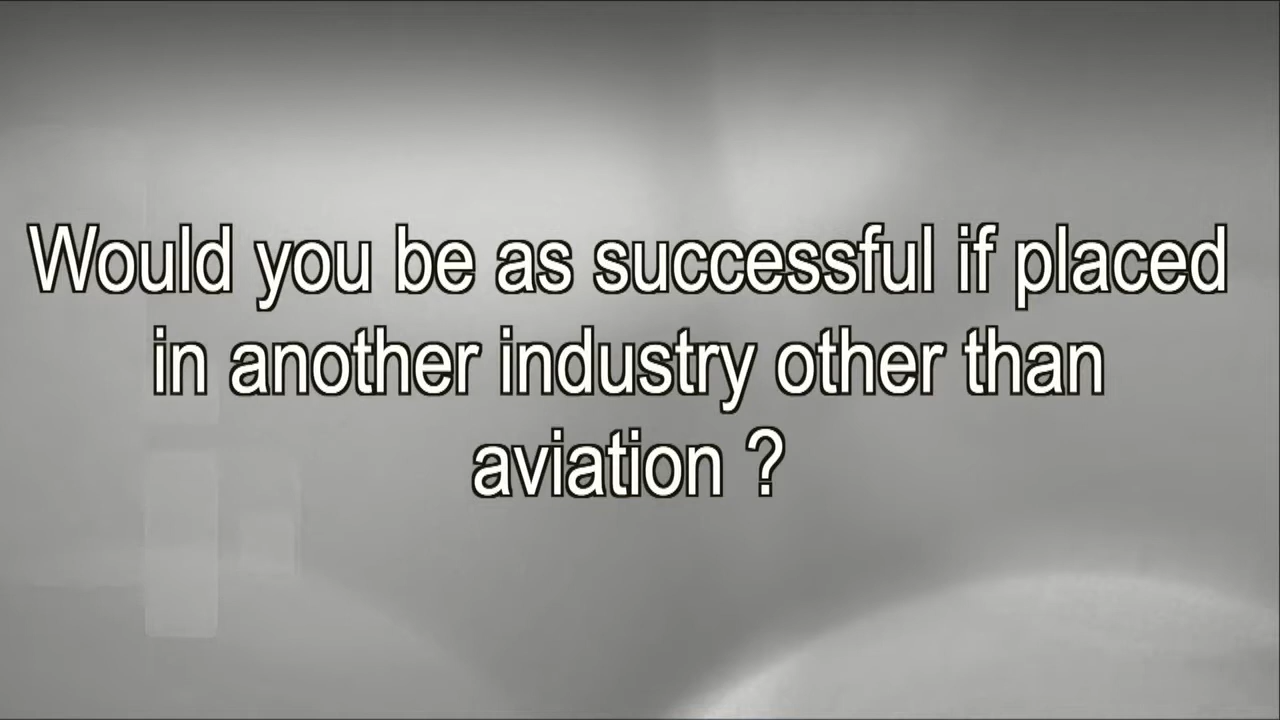 Would you be as successful if placed
in another industry other than
aviation ?